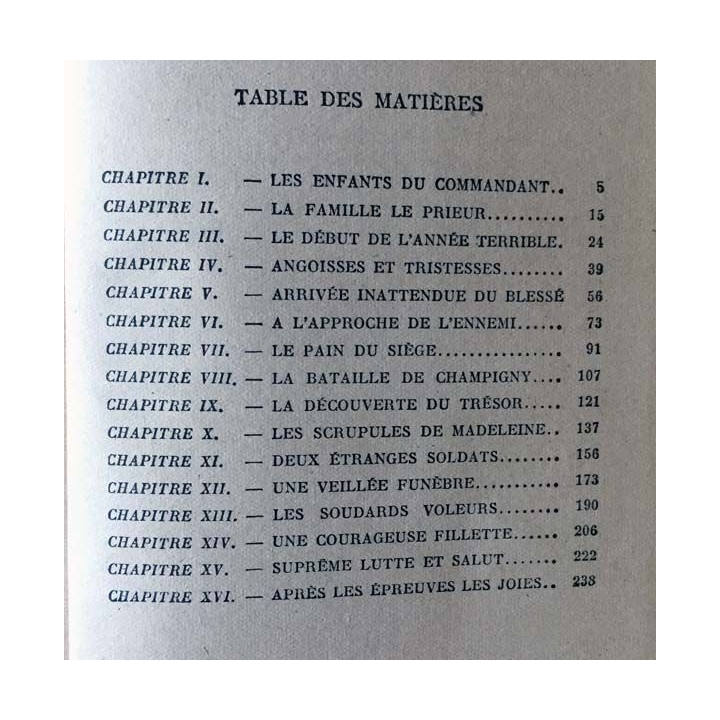 TABLE DES MATIÈRES
CHAPITRE I. — LES ENFANTS DU COMMANDANT.. 5
CHAPITRE II. — LA FAMILLE LE PRIEUR.......... 15
CHAPITRE III. — LE DÉBUT DE L'ANNÉE TERRIBLE. 24
CHAPITRE IV. — ANGOISSES ET TRISTESSES........ 39
CHAPITRE V. — ARRIVÉE INATTENDUE DU BLESSÉ 56
CHAPITRE VI. — A L'APPROCHE DE L'ENNEMI...... 73
CHAPITRE VII. — LE PAIN DU SIÈGE................ 91
CHAPITRE VIII. — LA BATAILLE DE CHAMPIGNY.... 107
CHAPITRE IX. — LA DÉCOUVERTE DU TRÉSOR..... 121
CHAPITRE X. — LES SCRUPULES DE MADELEINE.. 137
CHAPITRE XI. — DEUX ÉTRANGES SOLDATS........ 156
CHAPITRE XII. — UNE VEILLÉE FUNÈBRE........... 173
CHAPITRE XIII. — LES SOUDARDS VOLEURS........ 190
CHAPITRE XIV. — UNE COURAGEUSE FILLETTE...... 206
CHAPITRE XV. — SUPRÊME LUTTE ET SALUT....... 222
CHAPITRE XVI. — APRÈS LES ÉPREUVES LES JOIES.. 238